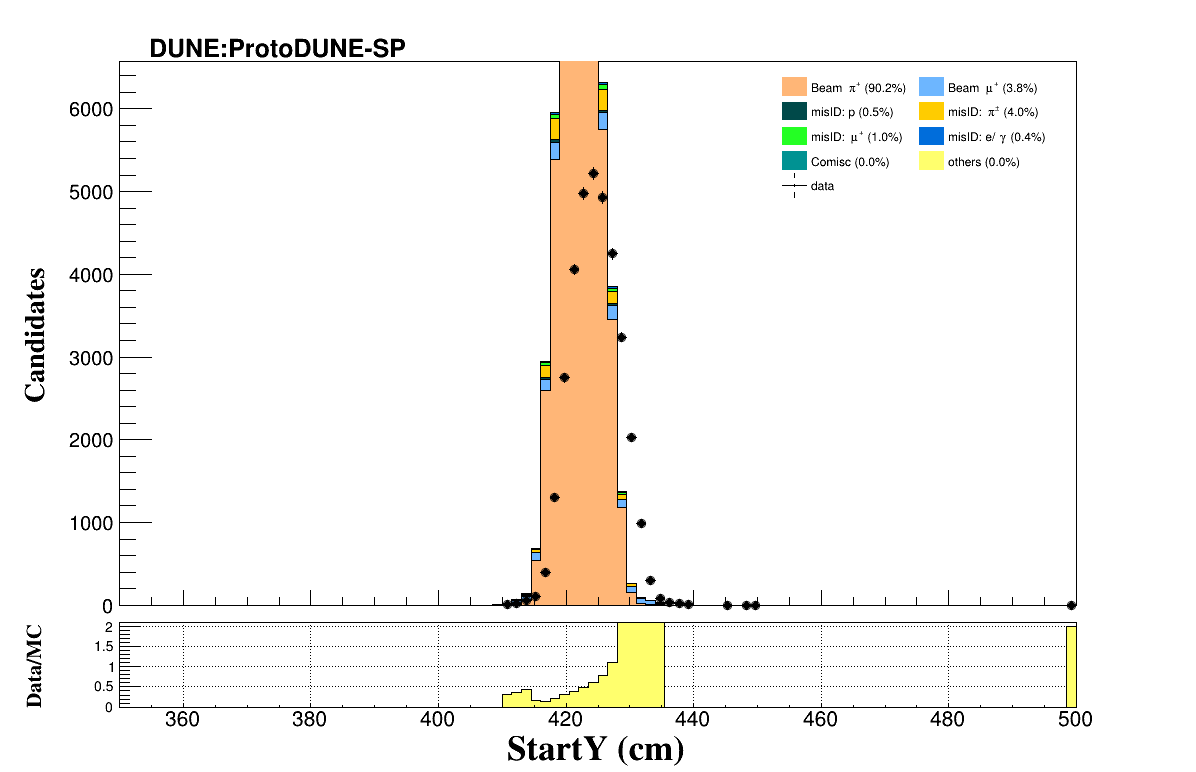 DUNE:ProtoDUNE-SP
Beam π⁺ (90.2%)
Beam μ⁺ (3.8%)
misID: p (0.5%)
misID: π± (4.0%)
misID: μ⁺ (1.0%)
misID: e/ γ (0.4%)
Comisc (0.0%)
others (0.0%)
data
Candidates
6000
5000
4000
3000
2000
1000
0
Data/MC
2
1.5
1
0.5
0
360 380 400 420 440 460 480 500
StartY (cm)